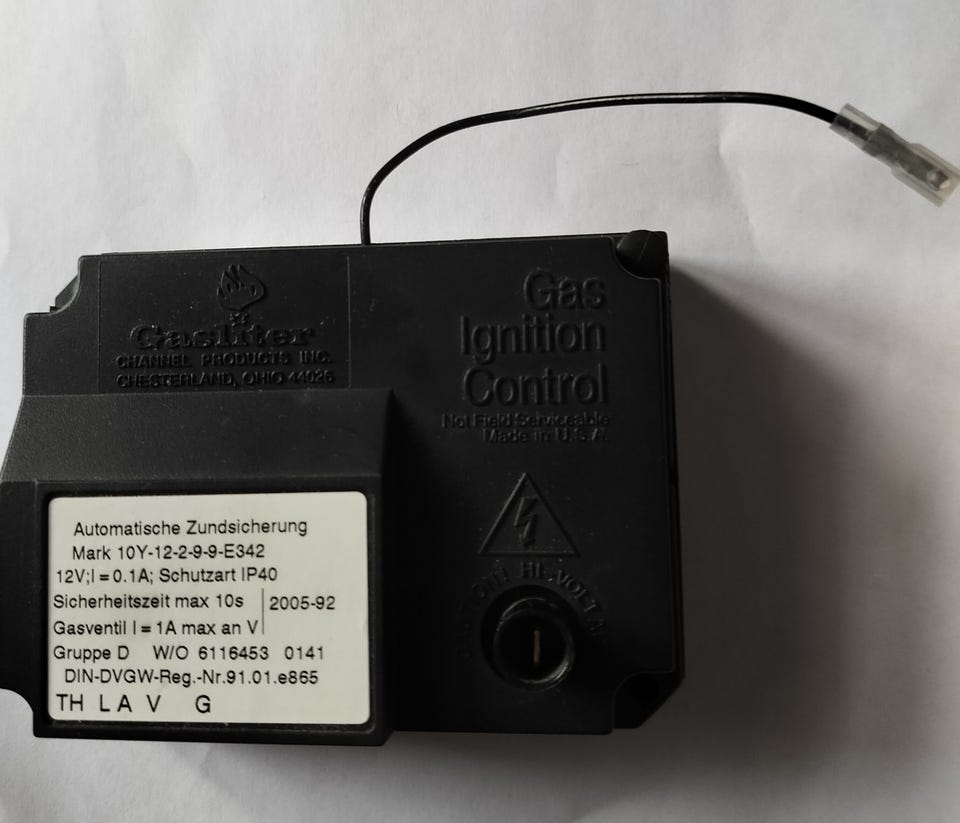 Gasliter
CHANNEL PRODUCTS INC.
CHESTERLAND, OHIO 44026
Gas
Ignition
Control
Not Field Serviceable
Made in U.S.A.
CAUTION HI-VOLTAGE
Automatische Zundsicherung
Mark 10Y-12-2-9-9-E342
12V;I = 0.1A; Schutzart IP40
Sicherheitszeit max 10s 2005-92
Gasventil I = 1A max an V
Gruppe D W/O 6116453 0141
DIN-DVGW-Reg.-Nr.91.01.e865
TH L A V G